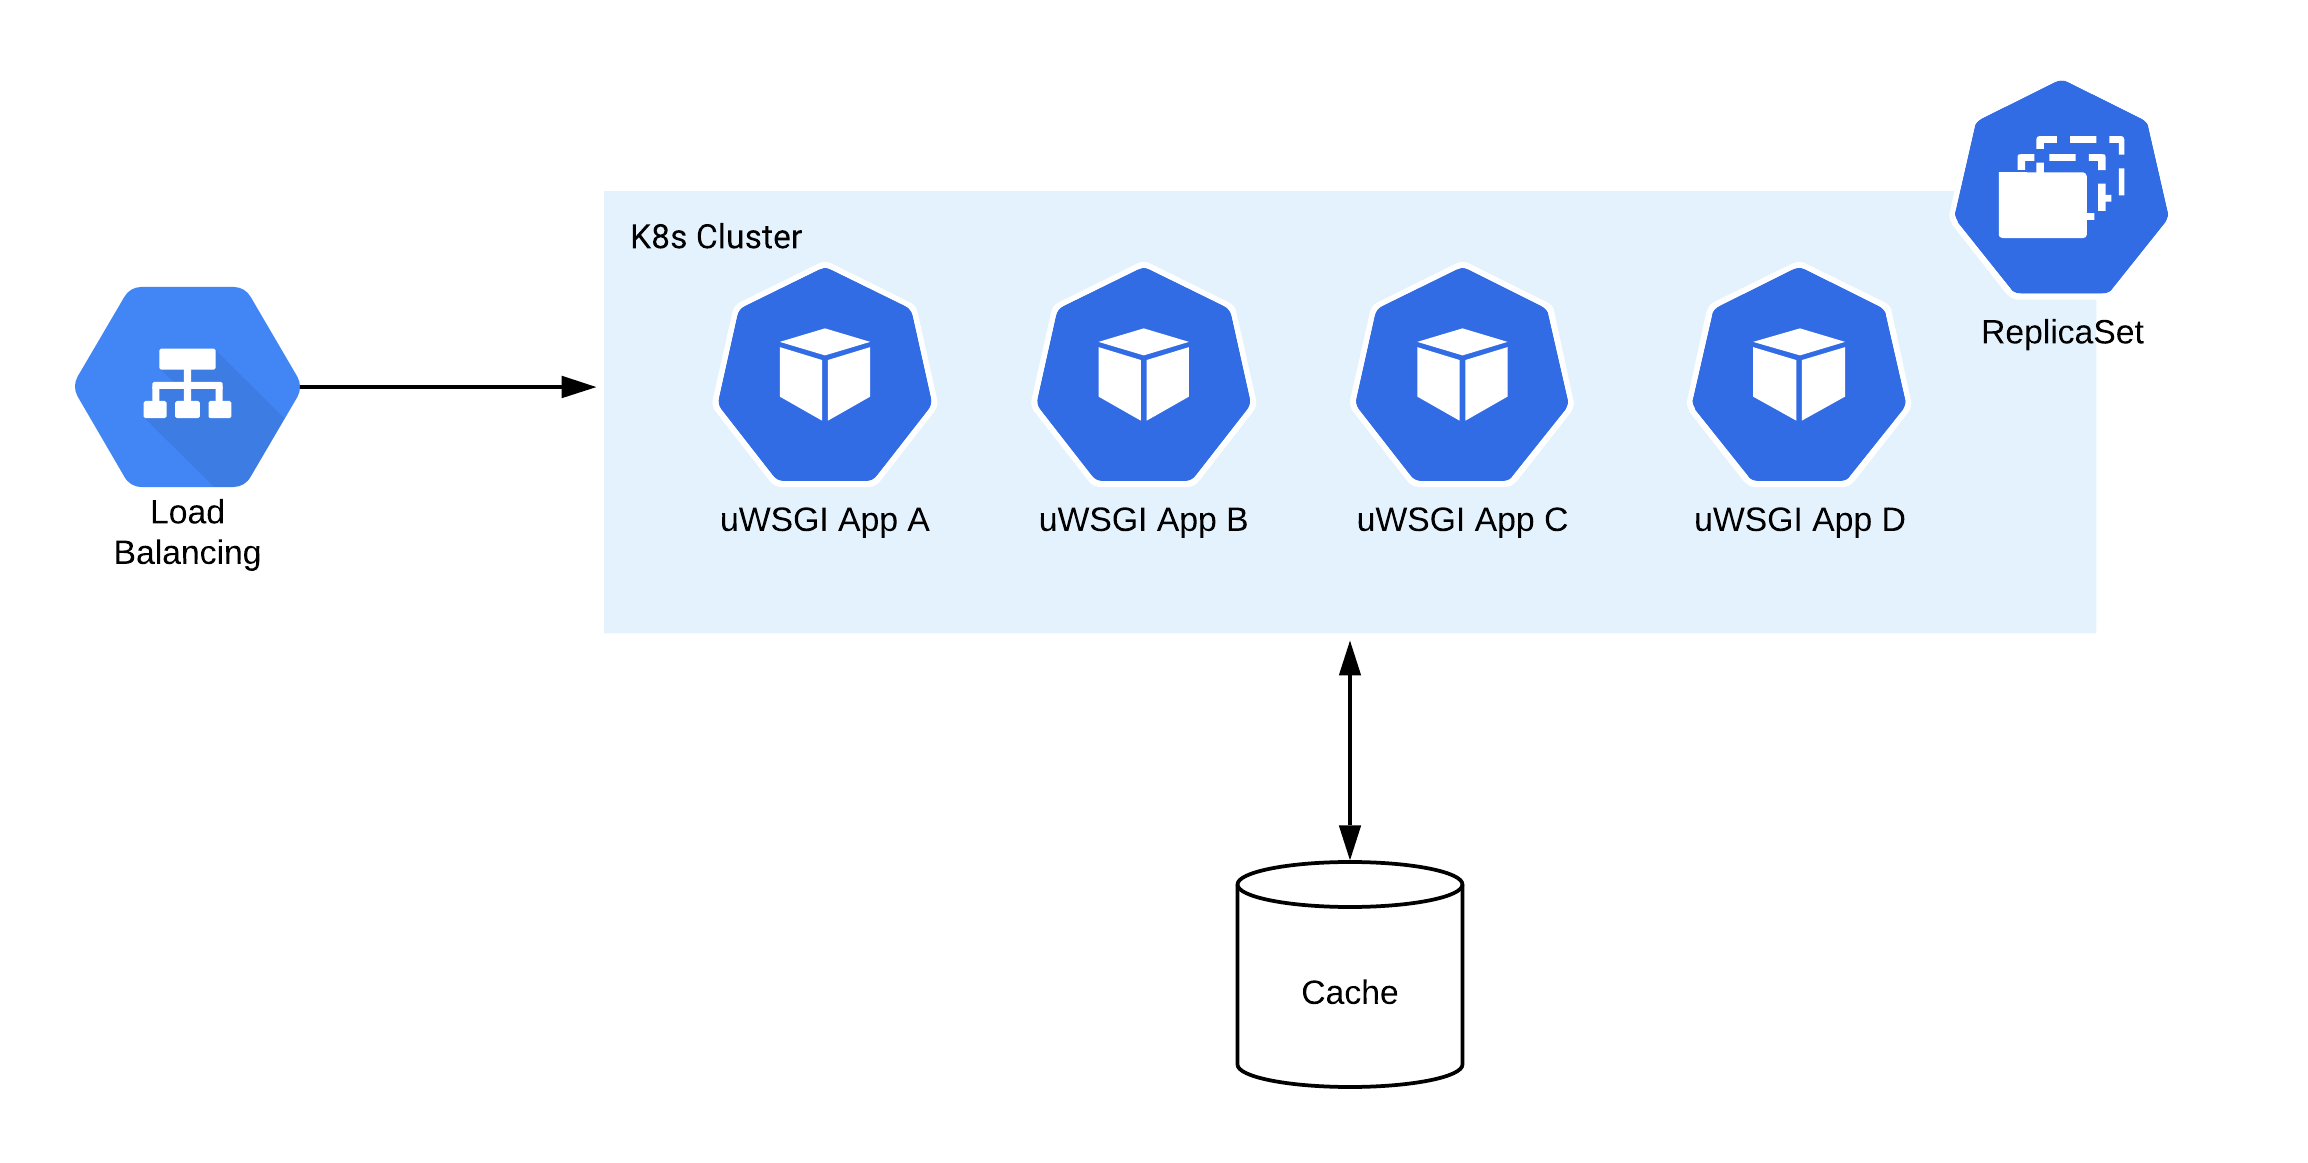 K8s Cluster
ReplicaSet
Load
Balancing
uWSGI App A
uWSGI App B
uWSGI App C
uWSGI App D
Cache